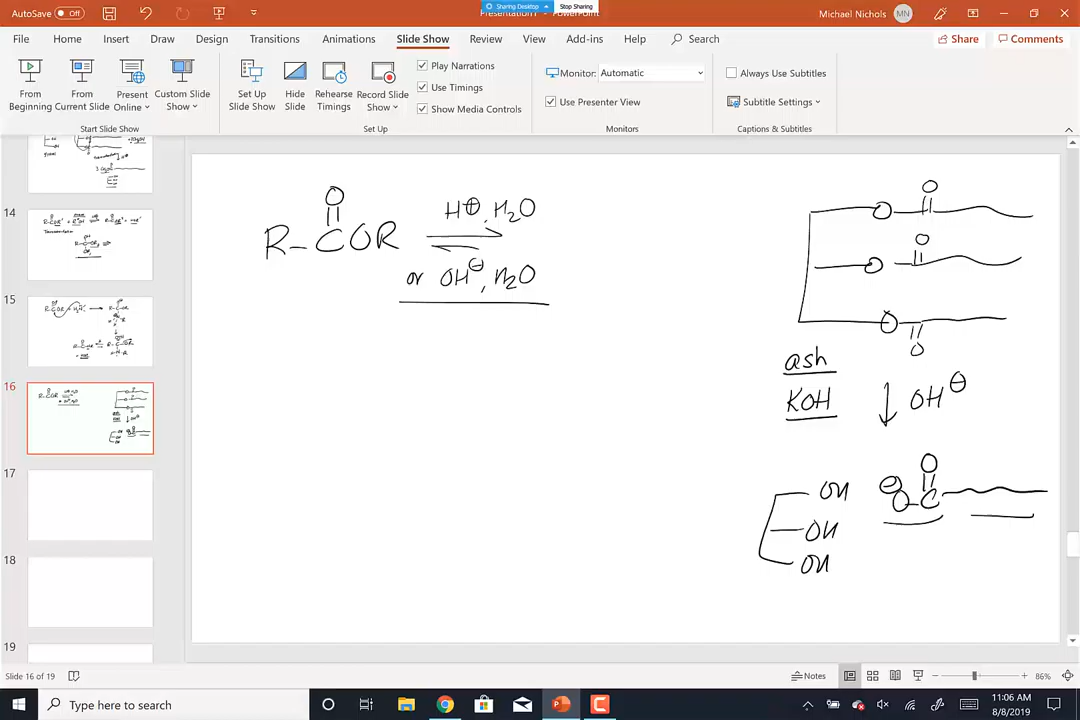 AutoSave Off
Presentation1 - PowerPoint
Sharing Desktop Stop Sharing
Michael Nichols MN
File Home Insert Draw Design Transitions Animations Slide Show Review View Add-ins Help Search
Share Comments
From Beginning
From Current Slide
Present Online
Custom Slide Show
Start Slide Show
Set Up Slide Show
Hide Slide
Rehearse Timings
Record Slide Show
Play Narrations
Use Timings
Show Media Controls
Set Up
Monitor: Automatic
Use Presenter View
Monitors
Always Use Subtitles
Subtitle Settings
Captions & Subtitles
14
15
16
17
18
19
O
R-COR
H⊕, H2O
or OH⊖, H2O
O
O
O
O
O
O
ash
KOH
OH⊖
O
⊖
O-C
OH
OH
OH
Slide 16 of 19
Notes
86%
Type here to search
11:06 AM
8/8/2019